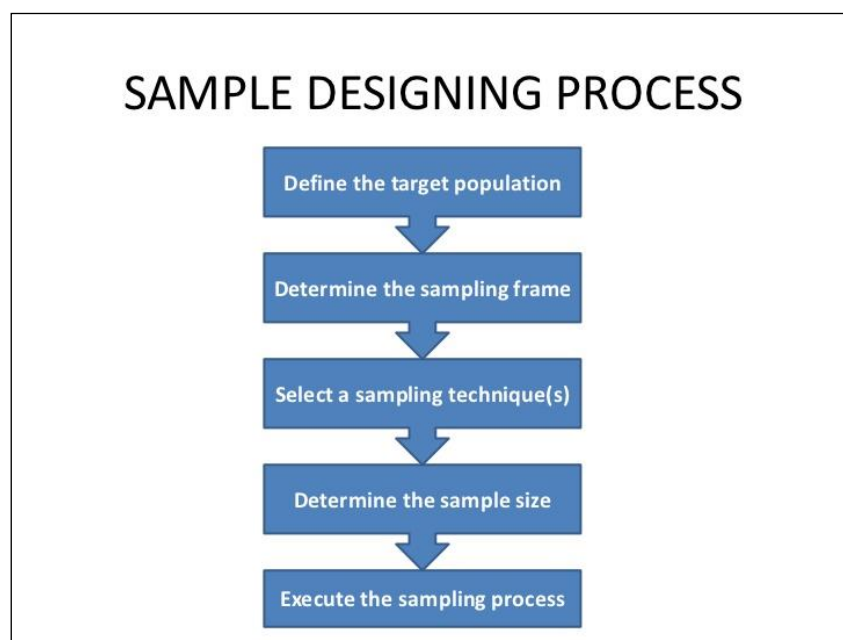 SAMPLE DESIGNING PROCESS
Define the target population
Determine the sampling frame
Select a sampling technique(s)
Determine the sample size
Execute the sampling process